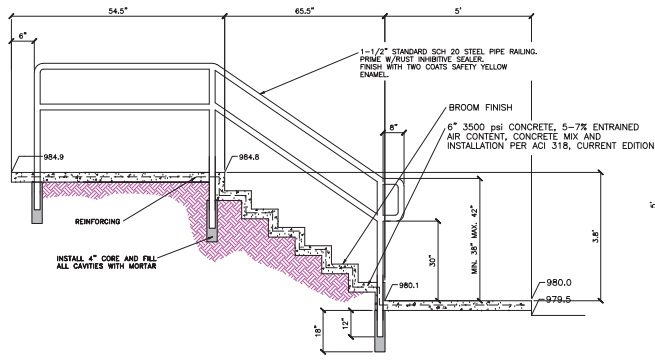 54.5"
65.5"
5'
6"
1-1/2" STANDARD SCH 20 STEEL PIPE RAILING.
PRIME W/RUST INHIBITIVE SEALER.
FINISH WITH TWO COATS SAFETY YELLOW
ENAMEL.
BROOM FINISH
8"
6" 3500 psi CONCRETE, 5-7% ENTRAINED
AIR CONTENT, CONCRETE MIX AND
INSTALLATION PER ACI 318, CURRENT EDITION
984.9
984.8
REINFORCING
INSTALL 4" CORE AND FILL
ALL CAVITIES WITH MORTAR
30"
MIN. 38" MAX. 42"
3.8'
6'
980.1
980.0
979.5
18"
12"